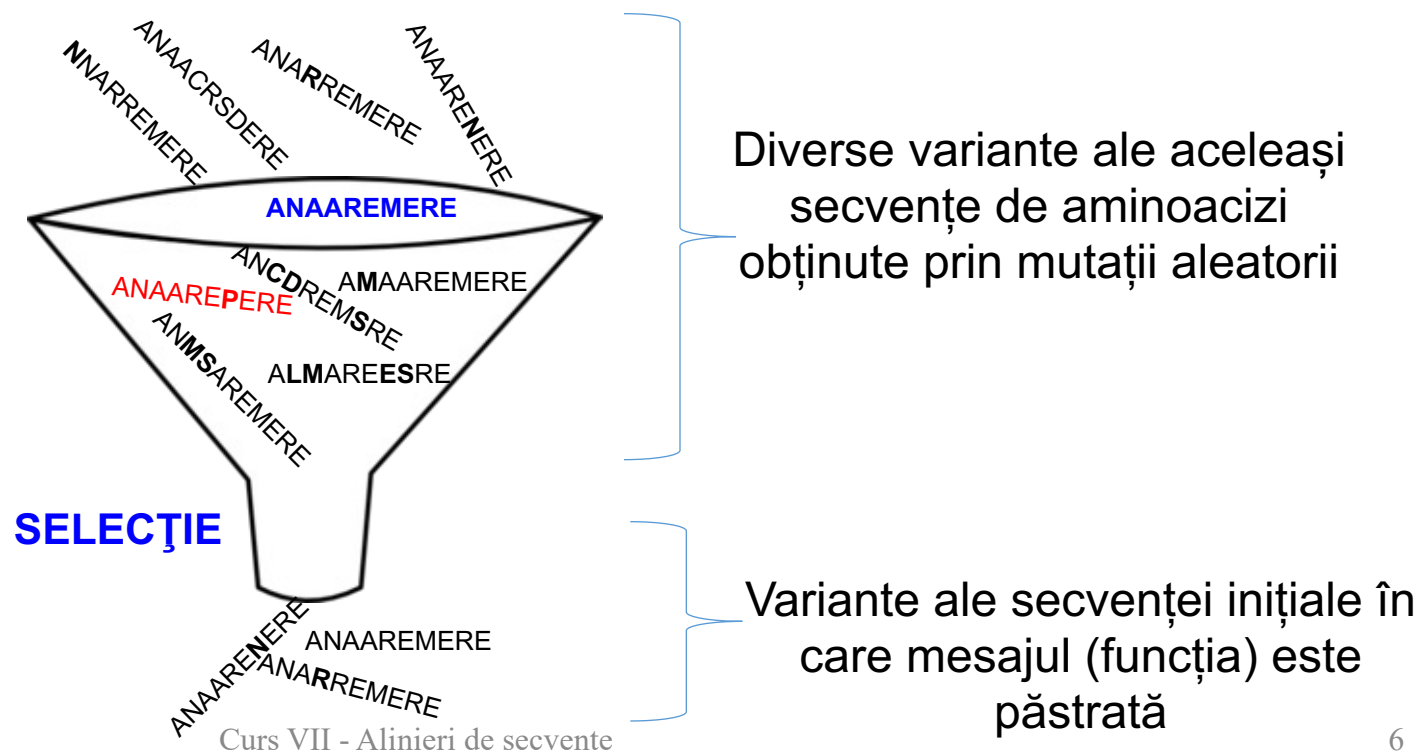 NNARREMERE
ANAACRSDERE
ANARREMERE
ANAARENERE
ANAAREMERE
ANCDREMSRE
AMAAREMERE
ANAAREPERE
ANMSAREMERE
ALMAREESRE
Diverse variante ale aceleași
secvențe de aminoacizi
obținute prin mutații aleatorii
SELECŢIE
ANAARENERE
ANAAREMERE
ANARREMERE
Variante ale secvenței inițiale în
care mesajul (funcția) este
păstrată
Curs VII - Alinieri de secvente
6